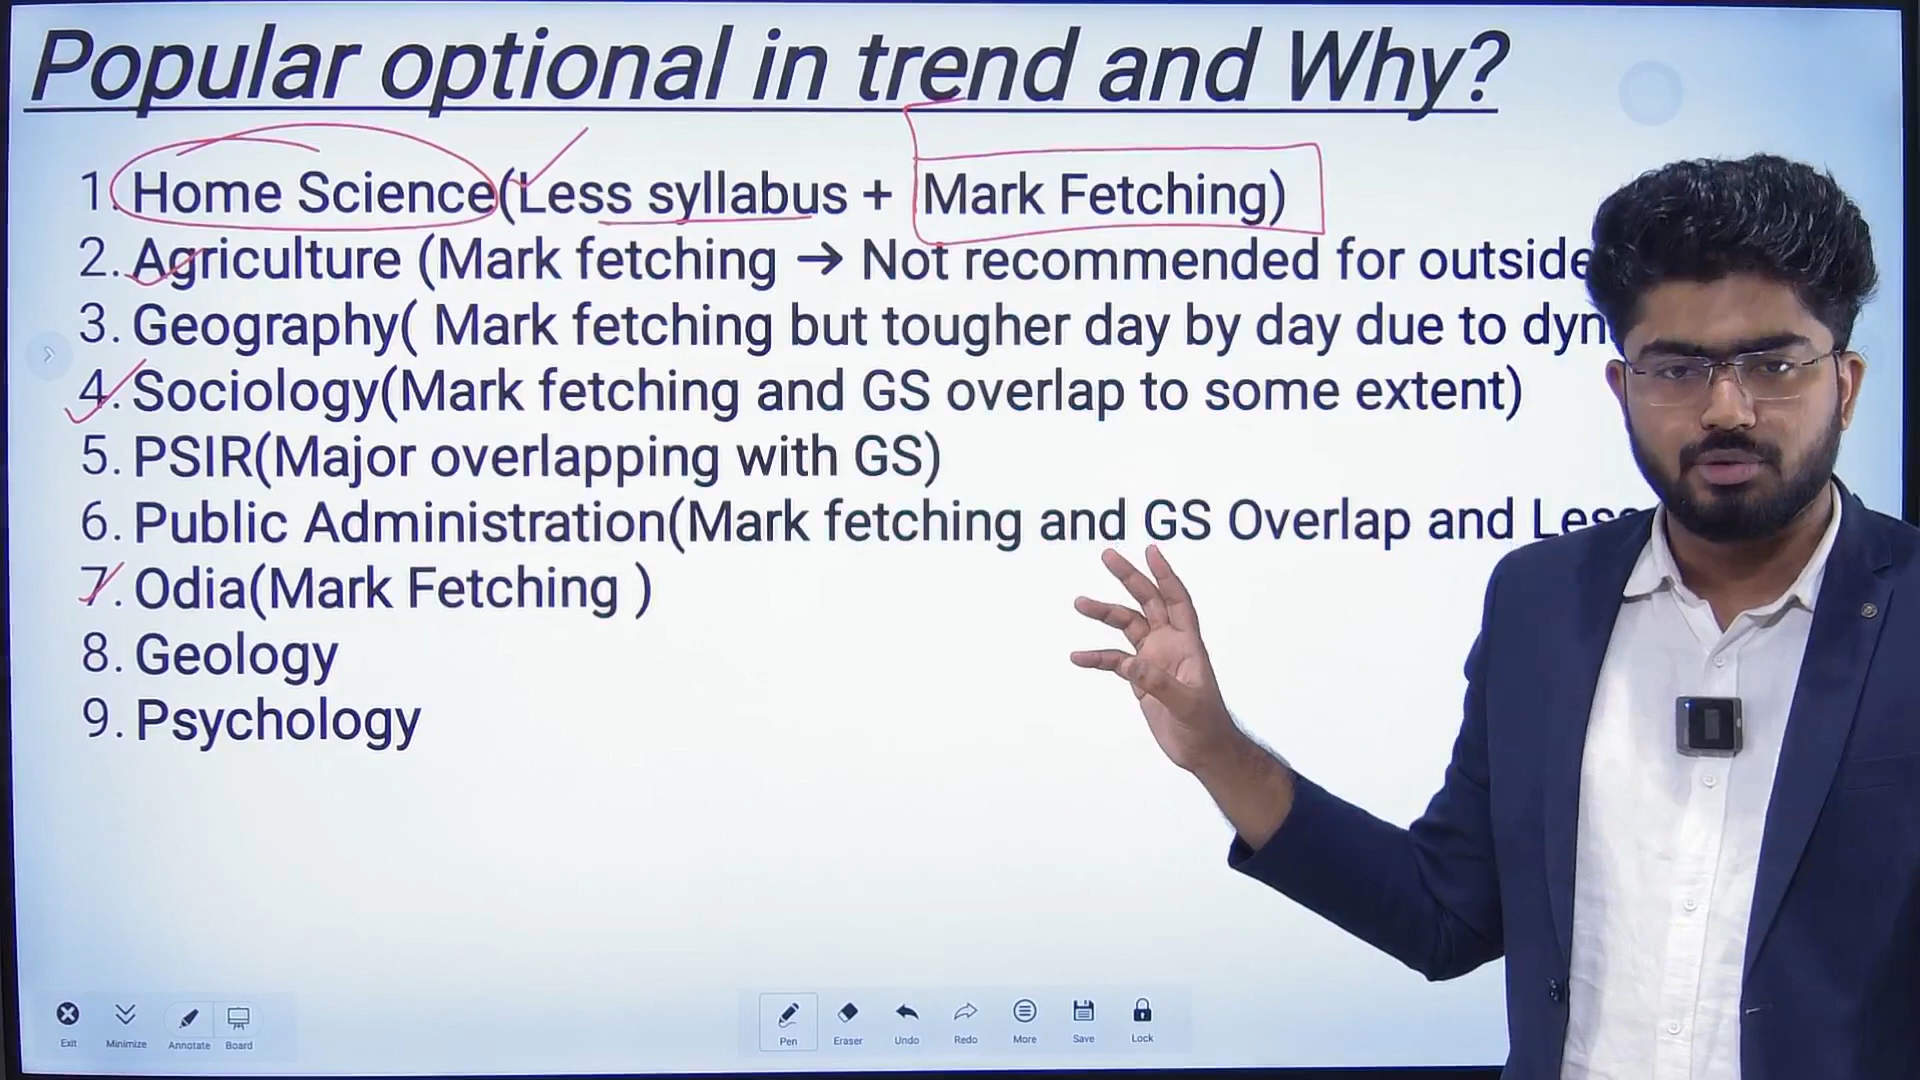 Popular optional in trend and Why?
1. Home Science(Less syllabus + Mark Fetching)
2. Agriculture (Mark fetching → Not recommended for outside
3. Geography( Mark fetching but tougher day by day due to
4. Sociology(Mark fetching and GS overlap to some extent)
5. PSIR(Major overlapping with GS)
6. Public Administration(Mark fetching and GS Overlap and
7. Odia(Mark Fetching )
8. Geology
9. Psychology
Exit Minimize Annotate Board Pen Eraser Undo Redo More Save Lock